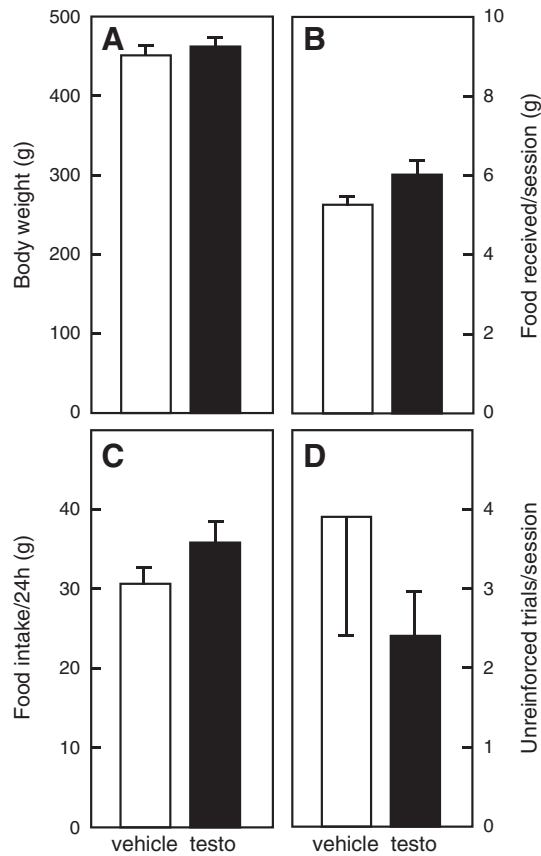 A
B
Body weight (g)
500
400
300
200
100
0
10
8
6
4
2
0
Food received/session (g)
C
D
Food intake/24h (g)
40
30
20
10
0
4
3
2
1
0
Unreinforced trials/session
vehicle testo
vehicle testo